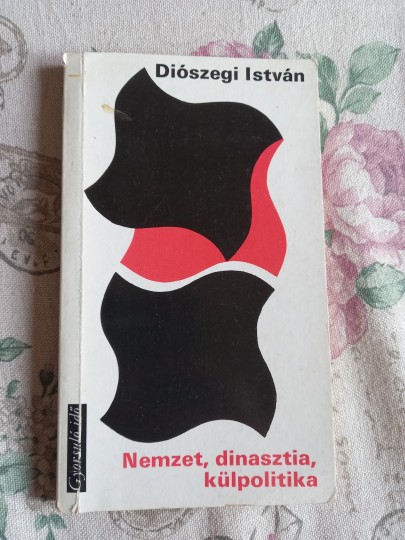 Diószegi István
Nemzet, dinasztia,
külpolitika
Gyorsuló idő